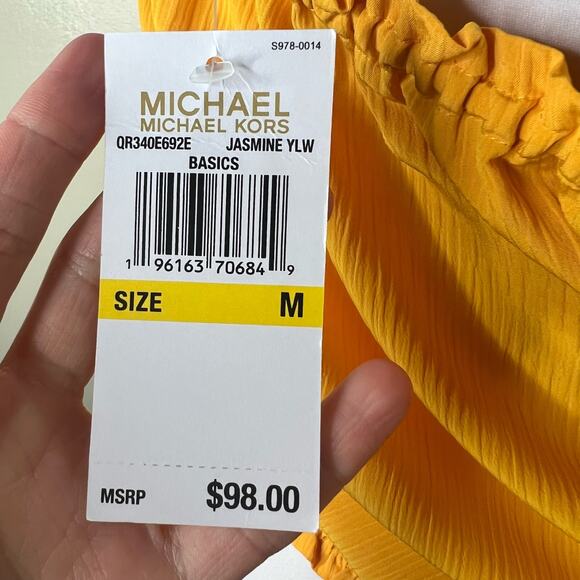 S978-0014
MICHAEL
MICHAEL KORS
QR340E692E JASMINE YLW
BASICS
1 96163 70684 9
SIZE M
MSRP $98.00